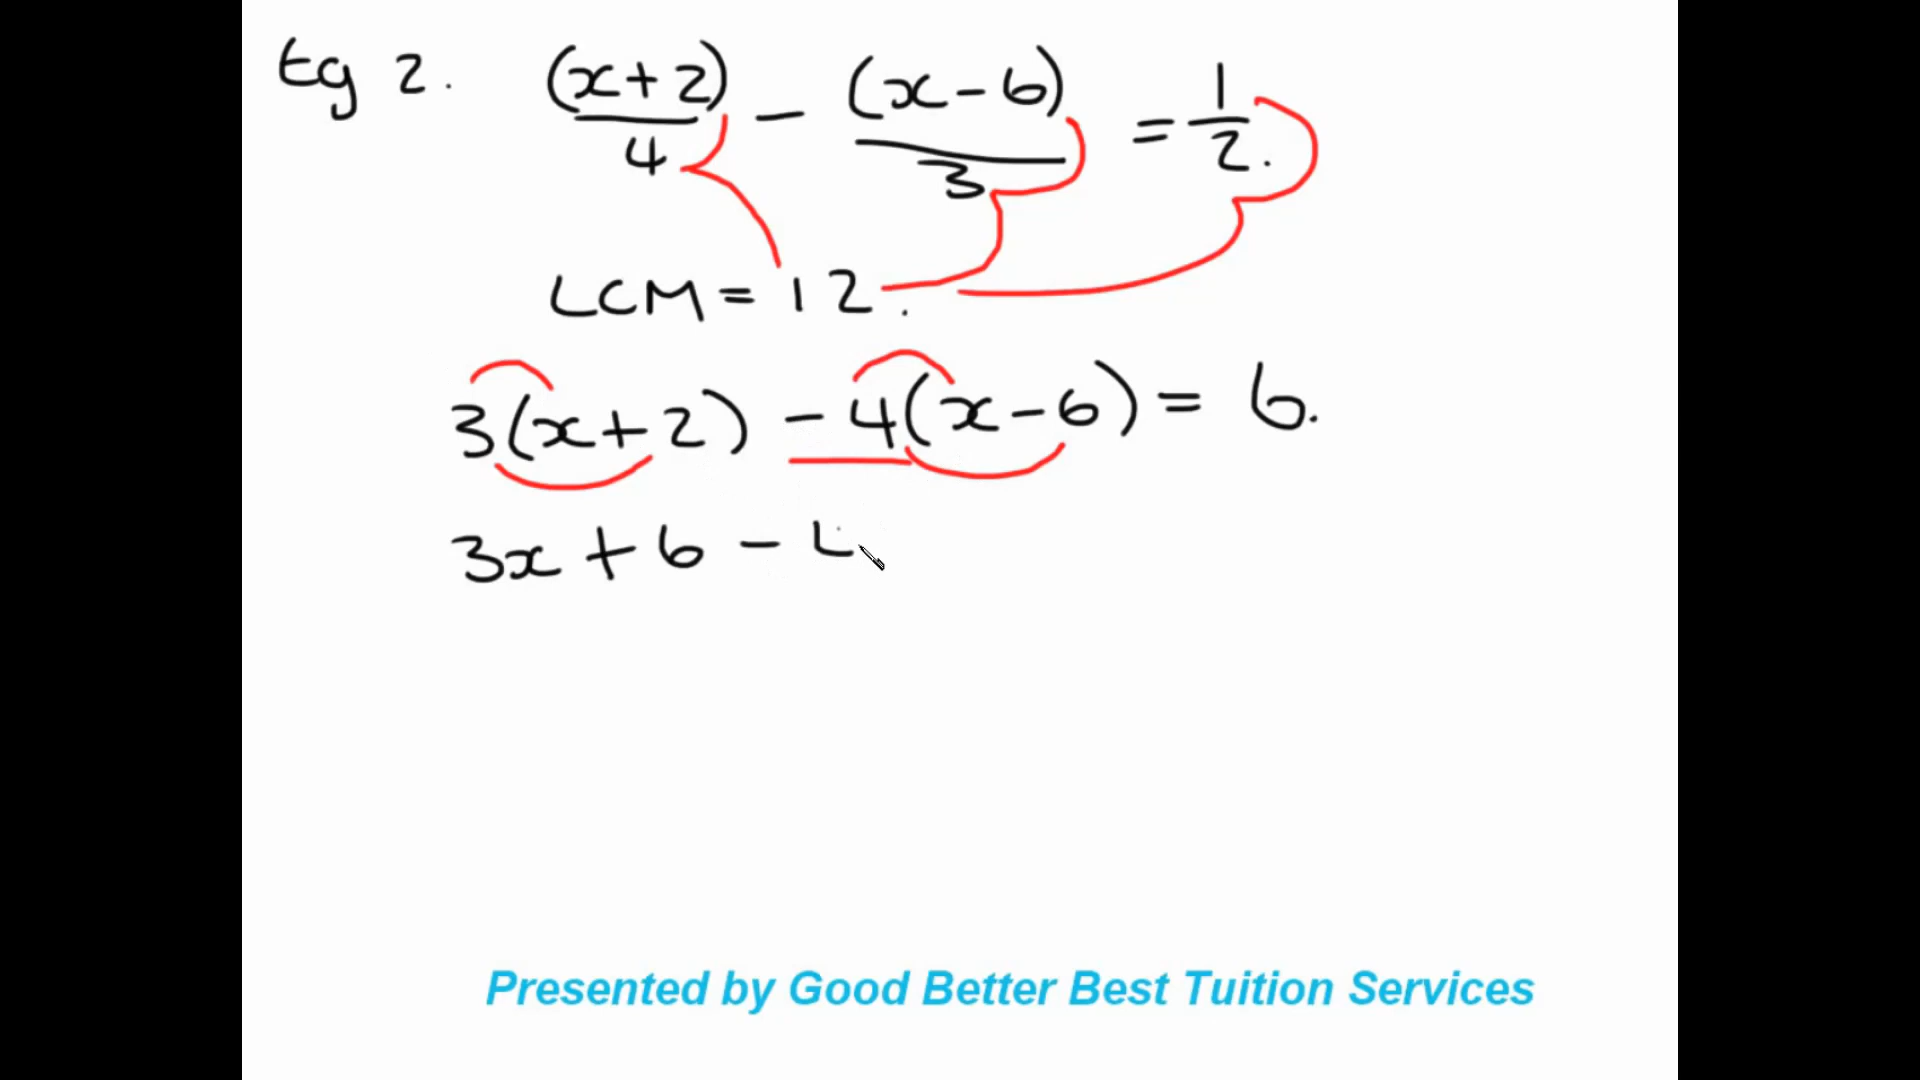 Eg 2. (x+2)/4 - (x-6)/3 = 1/2.
LCM = 12.
3(x+2) - 4(x-6) = 6.
3x + 6 - 4
Presented by Good Better Best Tuition Services